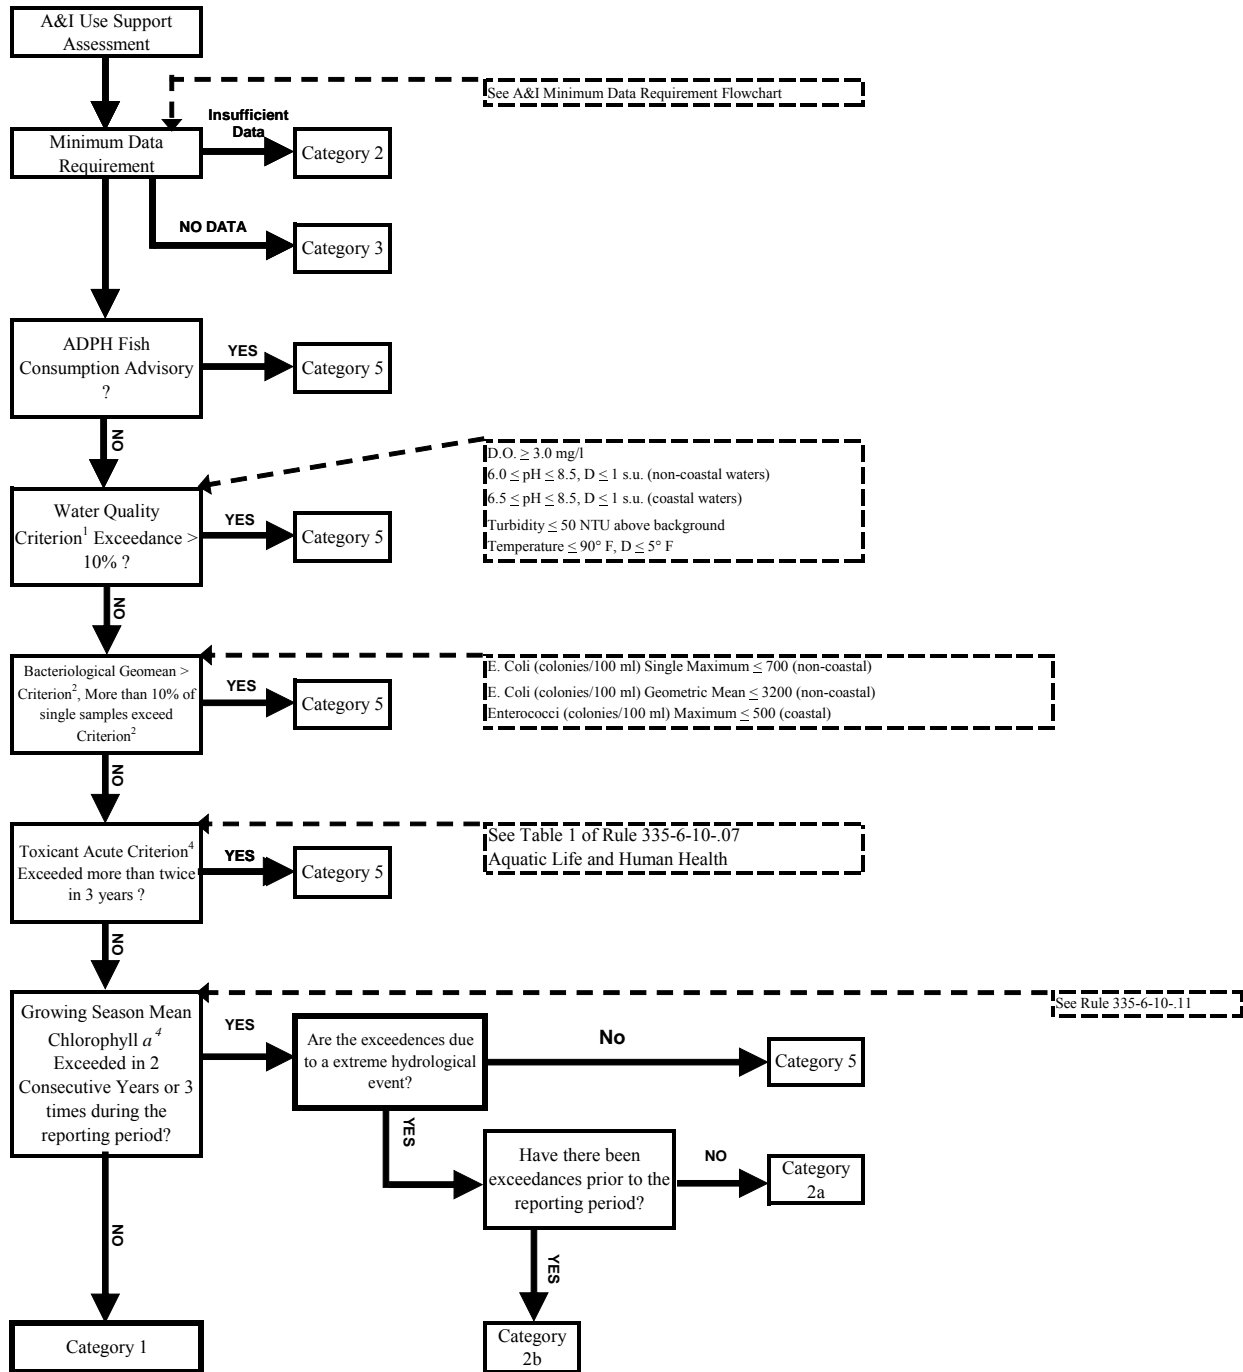 A&I Use Support
Assessment
See A&I Minimum Data Requirement Flowchart
Insufficient
Data
Minimum Data
Requirement
Category 2
NO DATA
Category 3
ADPH Fish
Consumption Advisory
?
YES
Category 5
NO
D.O. ≥ 3.0 mg/l
6.0 ≤ pH ≤ 8.5, D ≤ 1 s.u. (non-coastal waters)
6.5 ≤ pH ≤ 8.5, D ≤ 1 s.u. (coastal waters)
Turbidity ≤ 50 NTU above background
Temperature ≤ 90° F, D ≤ 5° F
Water Quality
Criterion¹ Exceedance >
10% ?
YES
Category 5
NO
Bacteriological Geomean >
Criterion², More than 10% of
single samples exceed
Criterion²
YES
Category 5
E. Coli (colonies/100 ml) Single Maximum ≤ 700 (non-coastal)
E. Coli (colonies/100 ml) Geometric Mean ≤ 3200 (non-coastal)
Enterococci (colonies/100 ml) Maximum ≤ 500 (coastal)
NO
Toxicant Acute Criterion⁴
Exceeded more than twice
in 3 years ?
YES
Category 5
See Table 1 of Rule 335-6-10-.07
Aquatic Life and Human Health
NO
See Rule 335-6-10-.11
Growing Season Mean
Chlorophyll a⁴
Exceeded in 2
Consecutive Years or 3
times during the
reporting period?
YES
Are the exceedences due
to a extreme hydrological
event?
No
Category 5
YES
Have there been
exceedances prior to the
reporting period?
NO
Category
2a
NO
YES
Category 1
Category
2b